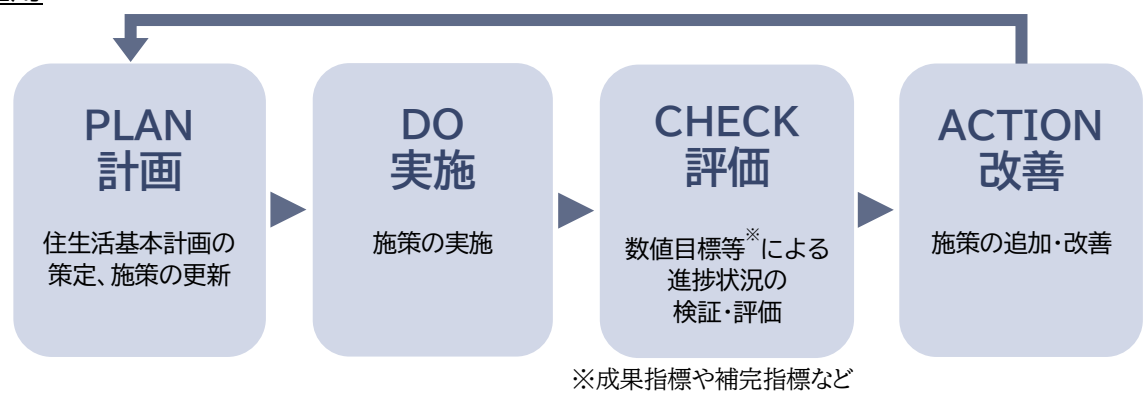 PLAN
計画
住生活基本計画の
策定、施策の更新
DO
実施
施策の実施
CHECK
評価
数値目標等※による
進捗状況の
検証・評価
ACTION
改善
施策の追加・改善
※成果指標や補完指標など